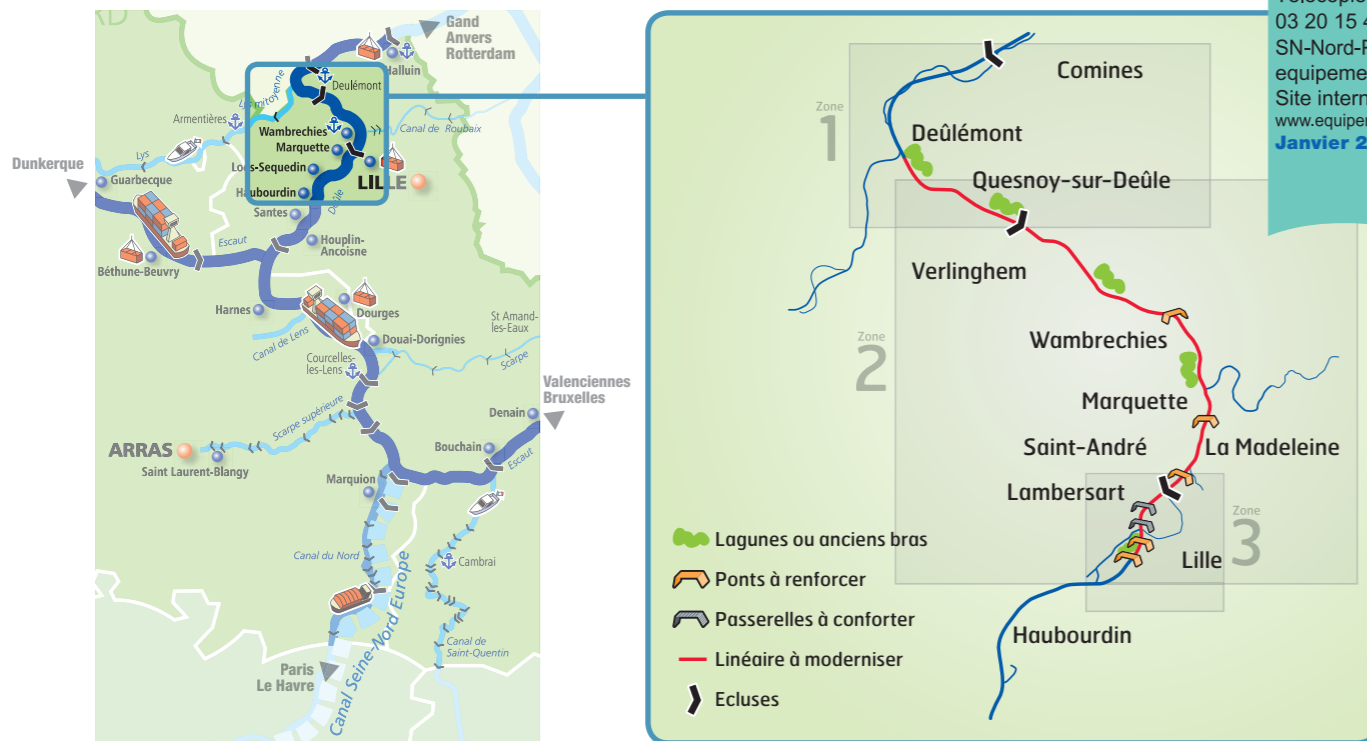 RD
Gand
Anvers
Rotterdam
Halluin
Deulémont
Lys mitoyenne
Armentières
Wambrechies
Canal de Roubaix
Marquette
Lys
Loos-Sequedin
LILLE
Dunkerque
Guarbecque
Haubourdin
Deûle
Santes
Escaut
Houplin-
Ancoisne
Béthune-Beuvry
Harnes
Dourges
St Amand-
les-Eaux
Canal de Lens
Douai-Dorignies
Courcelles-
les-Lens
Scarpe
Valenciennes
Bruxelles
Denain
Scarpe supérieure
ARRAS
Bouchain
Escaut
Saint Laurent-Blangy
Marquion
Canal du Nord
Cambrai
Canal Seine-Nord Europe
Canal de
Saint-Quentin
Paris
Le Havre
Zone
1
Comines
Deûlémont
Quesnoy-sur-Deûle
Verlinghem
Zone
2
Wambrechies
Marquette
Saint-André
La Madeleine
Lambersart
Zone
3
Lille
Haubourdin
Lagunes ou anciens bras
Ponts à renforcer
Passerelles à conforter
Linéaire à moderniser
Ecluses
03 20 15 4
SN-Nord-P
equipeme
Site intern
www.equiper
Janvier 2